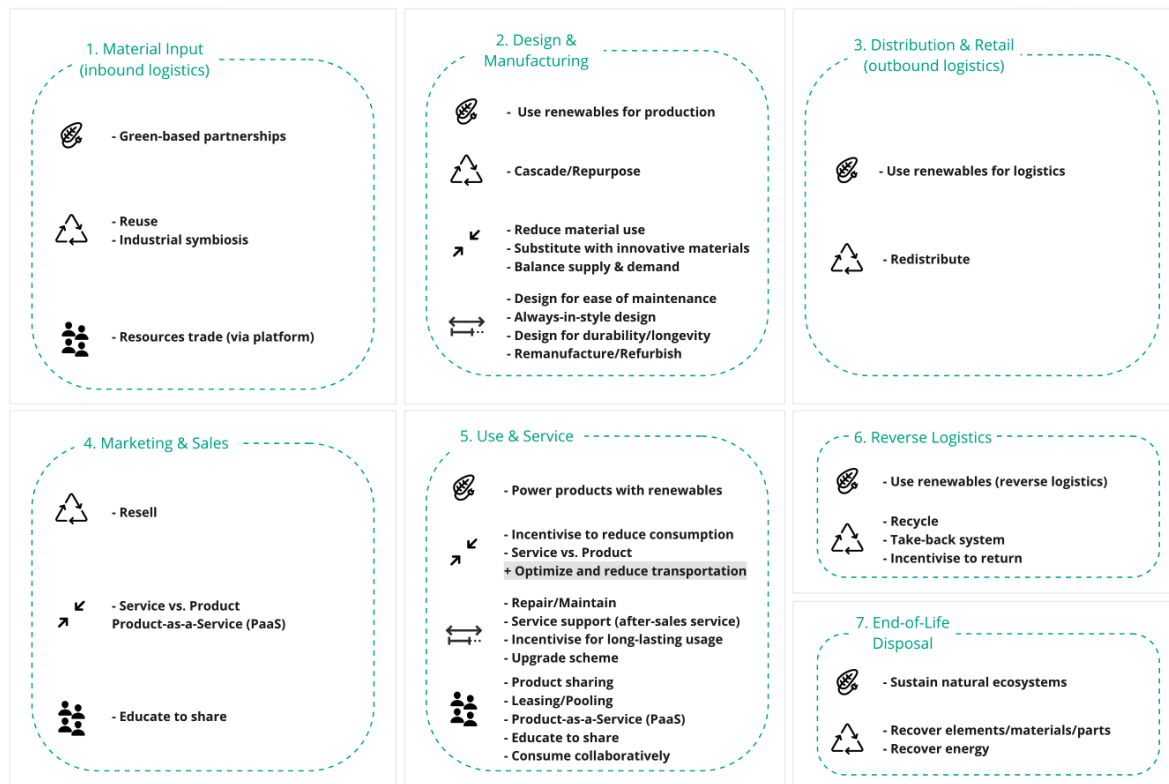 1. Material Input
(inbound logistics)
- Green-based partnerships
- Reuse
- Industrial symbiosis
- Resources trade (via platform)
2. Design &
Manufacturing
- Use renewables for production
- Cascade/Repurpose
- Reduce material use
- Substitute with innovative materials
- Balance supply & demand
- Design for ease of maintenance
- Always-in-style design
- Design for durability/longevity
- Remanufacture/Refurbish
3. Distribution & Retail
(outbound logistics)
- Use renewables for logistics
- Redistribute
4. Marketing & Sales
- Resell
- Service vs. Product
Product-as-a-Service (PaaS)
- Educate to share
5. Use & Service
- Power products with renewables
- Incentivise to reduce consumption
- Service vs. Product
+ Optimize and reduce transportation
- Repair/Maintain
- Service support (after-sales service)
- Incentivise for long-lasting usage
- Upgrade scheme
- Product sharing
- Leasing/Pooling
- Product-as-a-Service (PaaS)
- Educate to share
- Consume collaboratively
6. Reverse Logistics
- Use renewables (reverse logistics)
- Recycle
- Take-back system
- Incentivise to return
7. End-of-Life
Disposal
- Sustain natural ecosystems
- Recover elements/materials/parts
- Recover energy